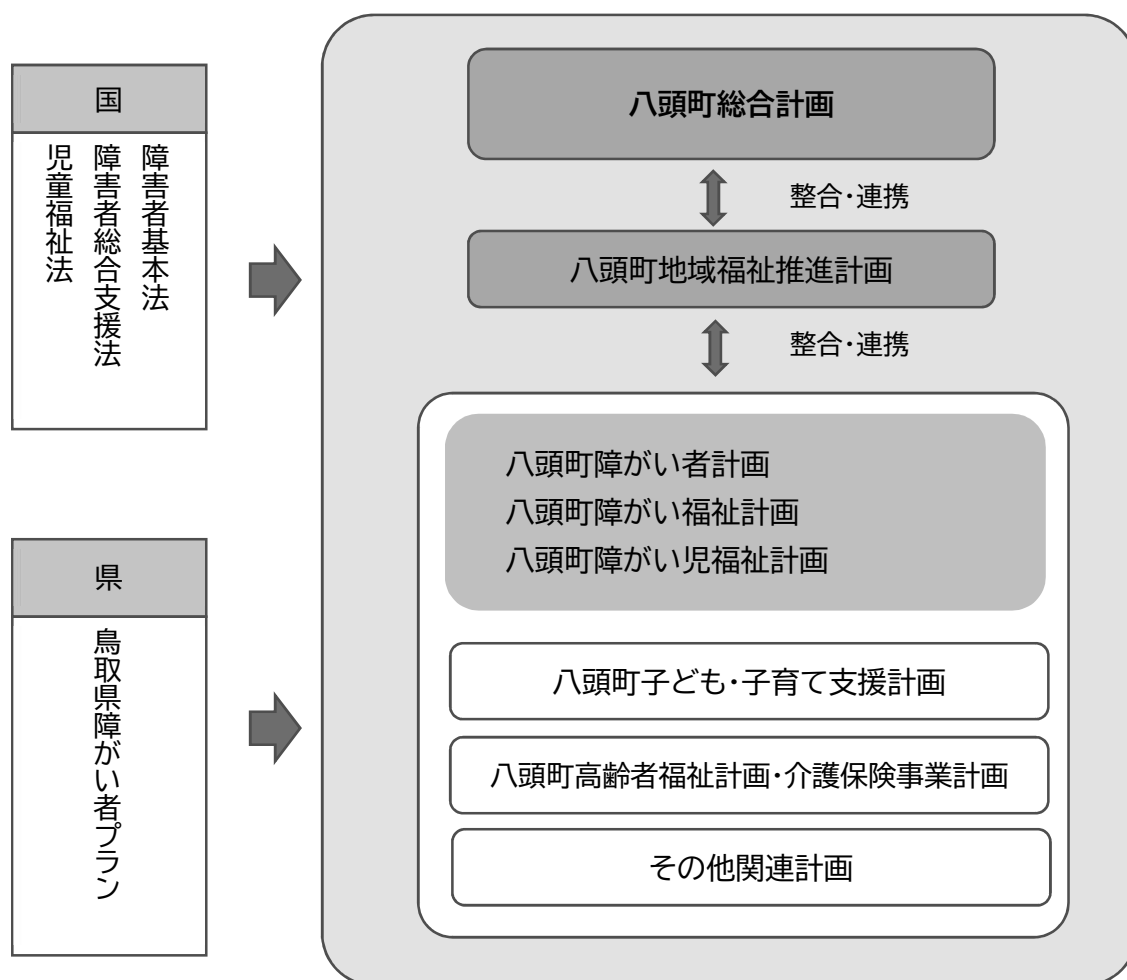 国
障害者基本法
障害者総合支援法
児童福祉法
県
鳥取県障がい者プラン
八頭町総合計画
整合・連携
八頭町地域福祉推進計画
整合・連携
八頭町障がい者計画
八頭町障がい福祉計画
八頭町障がい児福祉計画
八頭町子ども・子育て支援計画
八頭町高齢者福祉計画・介護保険事業計画
その他関連計画